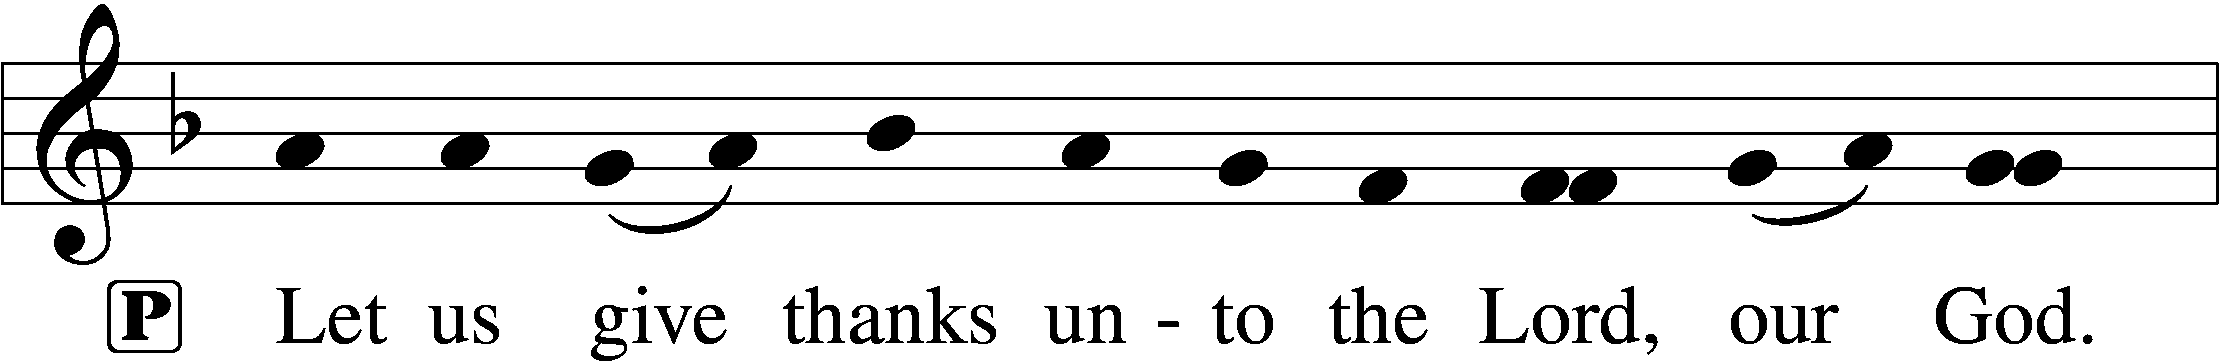 P Let us give thanks un - to the Lord, our God.